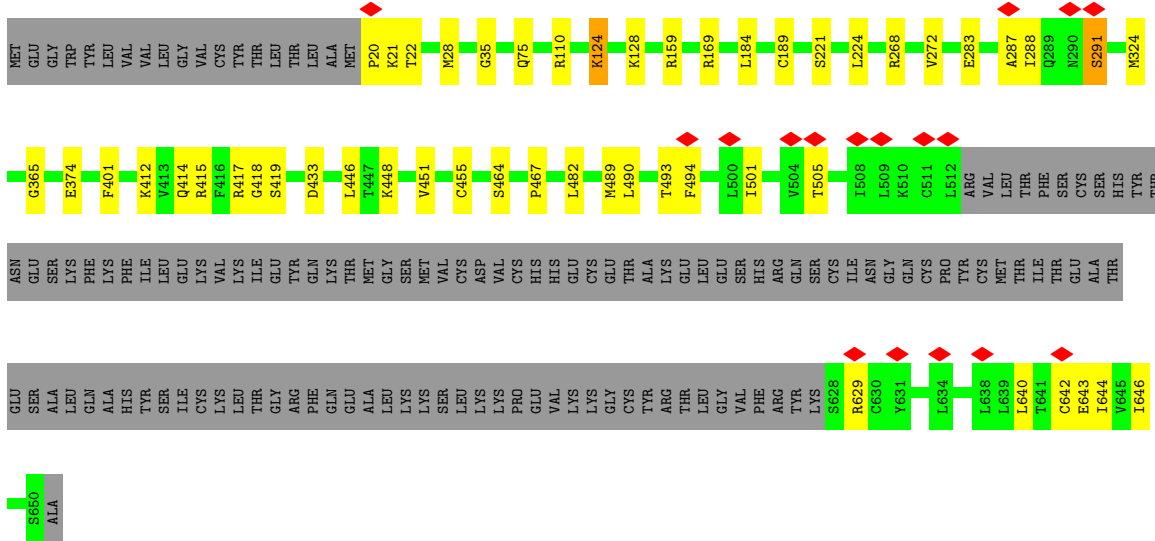 MET GLU GLY TRP TYR LEU VAL VAL LEU GLY VAL CYS TYR THR LEU THR LEU ALA MET P20 K21 T22 M28 G35 Q75 R110 K124 K128 R159 R169 L184 C189 S221 L224 R268 V272 E283 A287 I288 Q289 N290 S291 M324
G365 E374 F401 K412 V413 Q414 R415 F416 R417 G418 S419 D433 L446 T447 K448 V451 C455 S464 P467 L482 M489 L490 T493 F494 L500 I501 V504 T505 I508 L509 K510 C511 L512 ARG VAL LEU THR PHE SER CYS SER HIS TYR THR
ASN GLU SER LYS PHE LYS PHE ILE LEU GLU LYS VAL LYS ILE GLU TYR GLN LYS THR MET GLY SER MET VAL CYS ASP VAL CYS HIS HIS GLU CYS GLU THR ALA LYS GLU LEU GLU SER HIS ARG GLN SER CYS ILE ASN GLY GLN CYS PRO TYR CYS MET THR ILE THR GLU ALA THR
GLU SER ALA LEU GLN ALA HIS TYR SER ILE CYS LYS LEU THR GLY ARG PHE GLN GLU ALA LEU LYS LYS SER LEU LYS LYS PRO GLU VAL LYS LYS GLY CYS TYR ARG THR LEU GLY VAL PHE ARG TYR LYS S628 R629 C630 Y631 L634 L638 L639 L640 T641 C642 E643 I644 V645 I646
S650 ALA